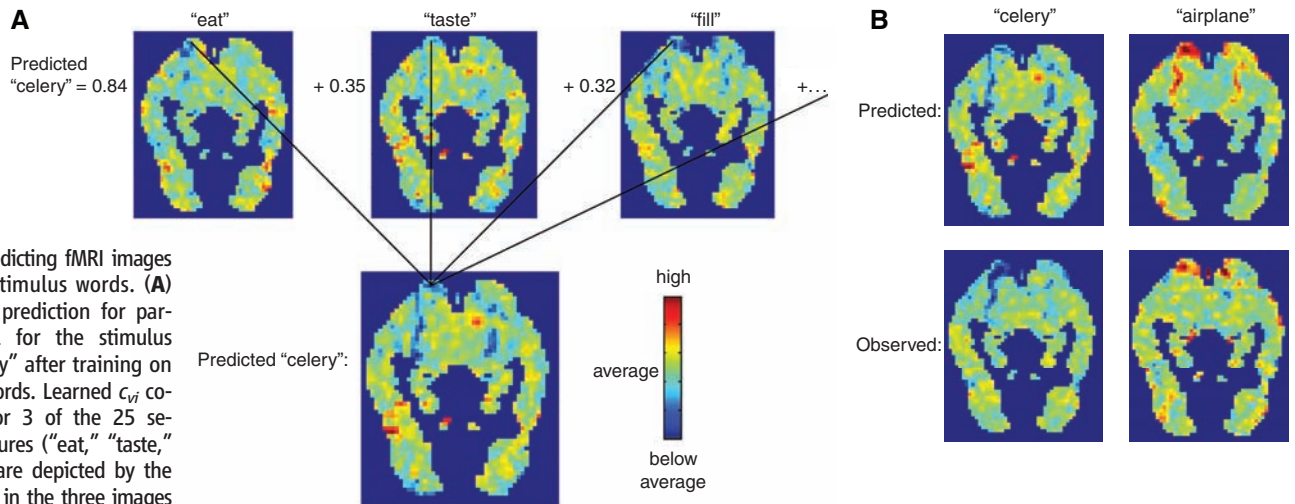 A
"eat"
"taste"
"fill"
Predicted
"celery" = 0.84
+ 0.35
+ 0.32
+...
dicting fMRI images
timulus words. (A)
prediction for par-
for the stimulus
y" after training on
ords. Learned cvi co-
or 3 of the 25 se-
ures ("eat," "taste,"
are depicted by the
in the three images
Predicted "celery":
high
average
below
average
B
"celery"
"airplane"
Predicted:
Observed: